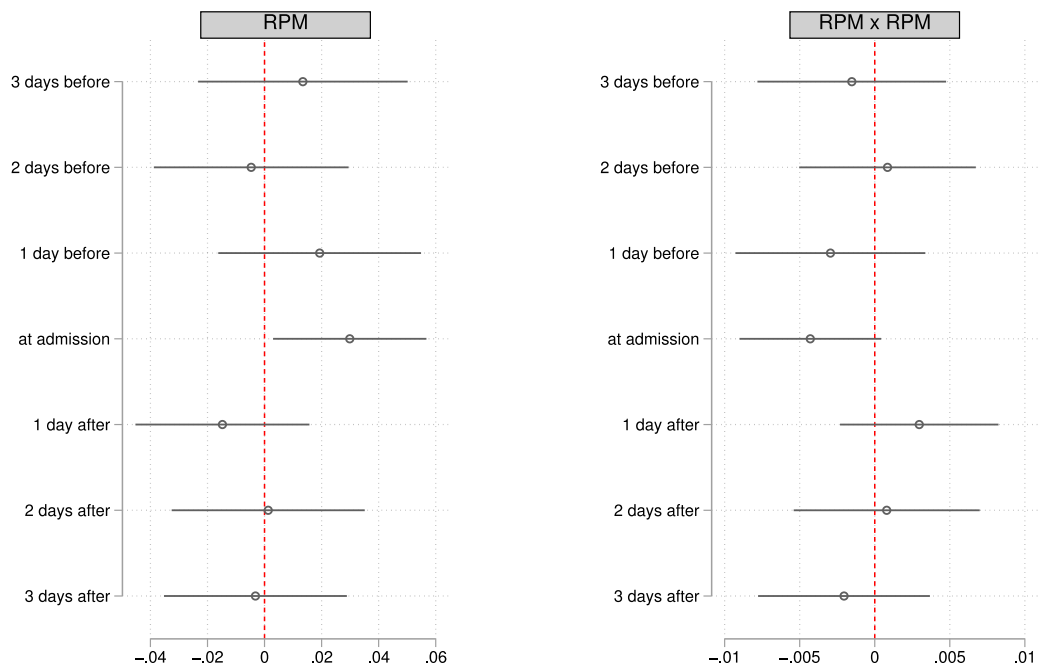 RPM
3 days before
2 days before
1 day before
at admission
1 day after
2 days after
3 days after
−.04 −.02 0 .02 .04 .06
RPM x RPM
3 days before
2 days before
1 day before
at admission
1 day after
2 days after
3 days after
−.01 −.005 0 .005 .01